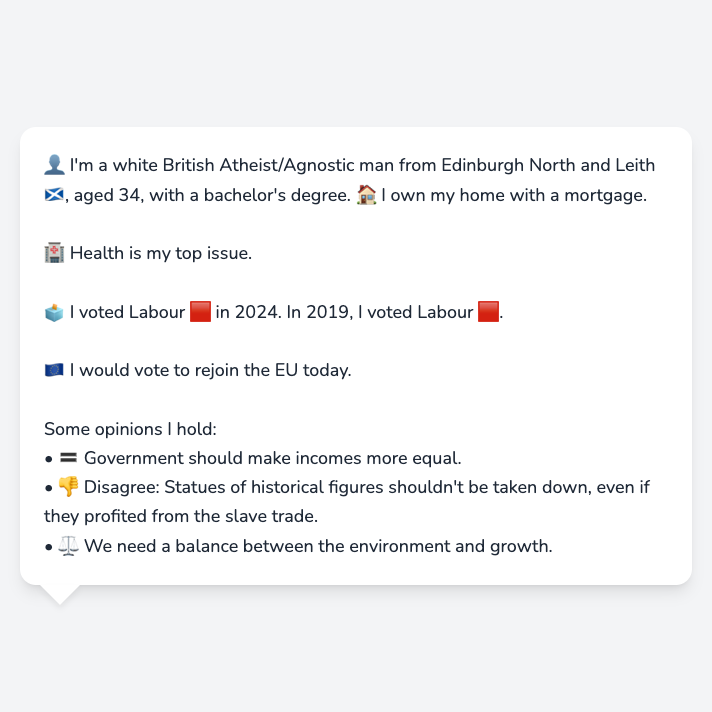 👤 I'm a white British Atheist/Agnostic man from Edinburgh North and Leith
🏴󠁧󠁢󠁳󠁣󠁴󠁿, aged 34, with a bachelor's degree. 🏠 I own my home with a mortgage.
🏥 Health is my top issue.
🗳️ I voted Labour 🟥 in 2024. In 2019, I voted Labour 🟥.
🇪🇺 I would vote to rejoin the EU today.
Some opinions I hold:
• 🟰 Government should make incomes more equal.
• 👎 Disagree: Statues of historical figures shouldn't be taken down, even if
they profited from the slave trade.
• ⚖️ We need a balance between the environment and growth.